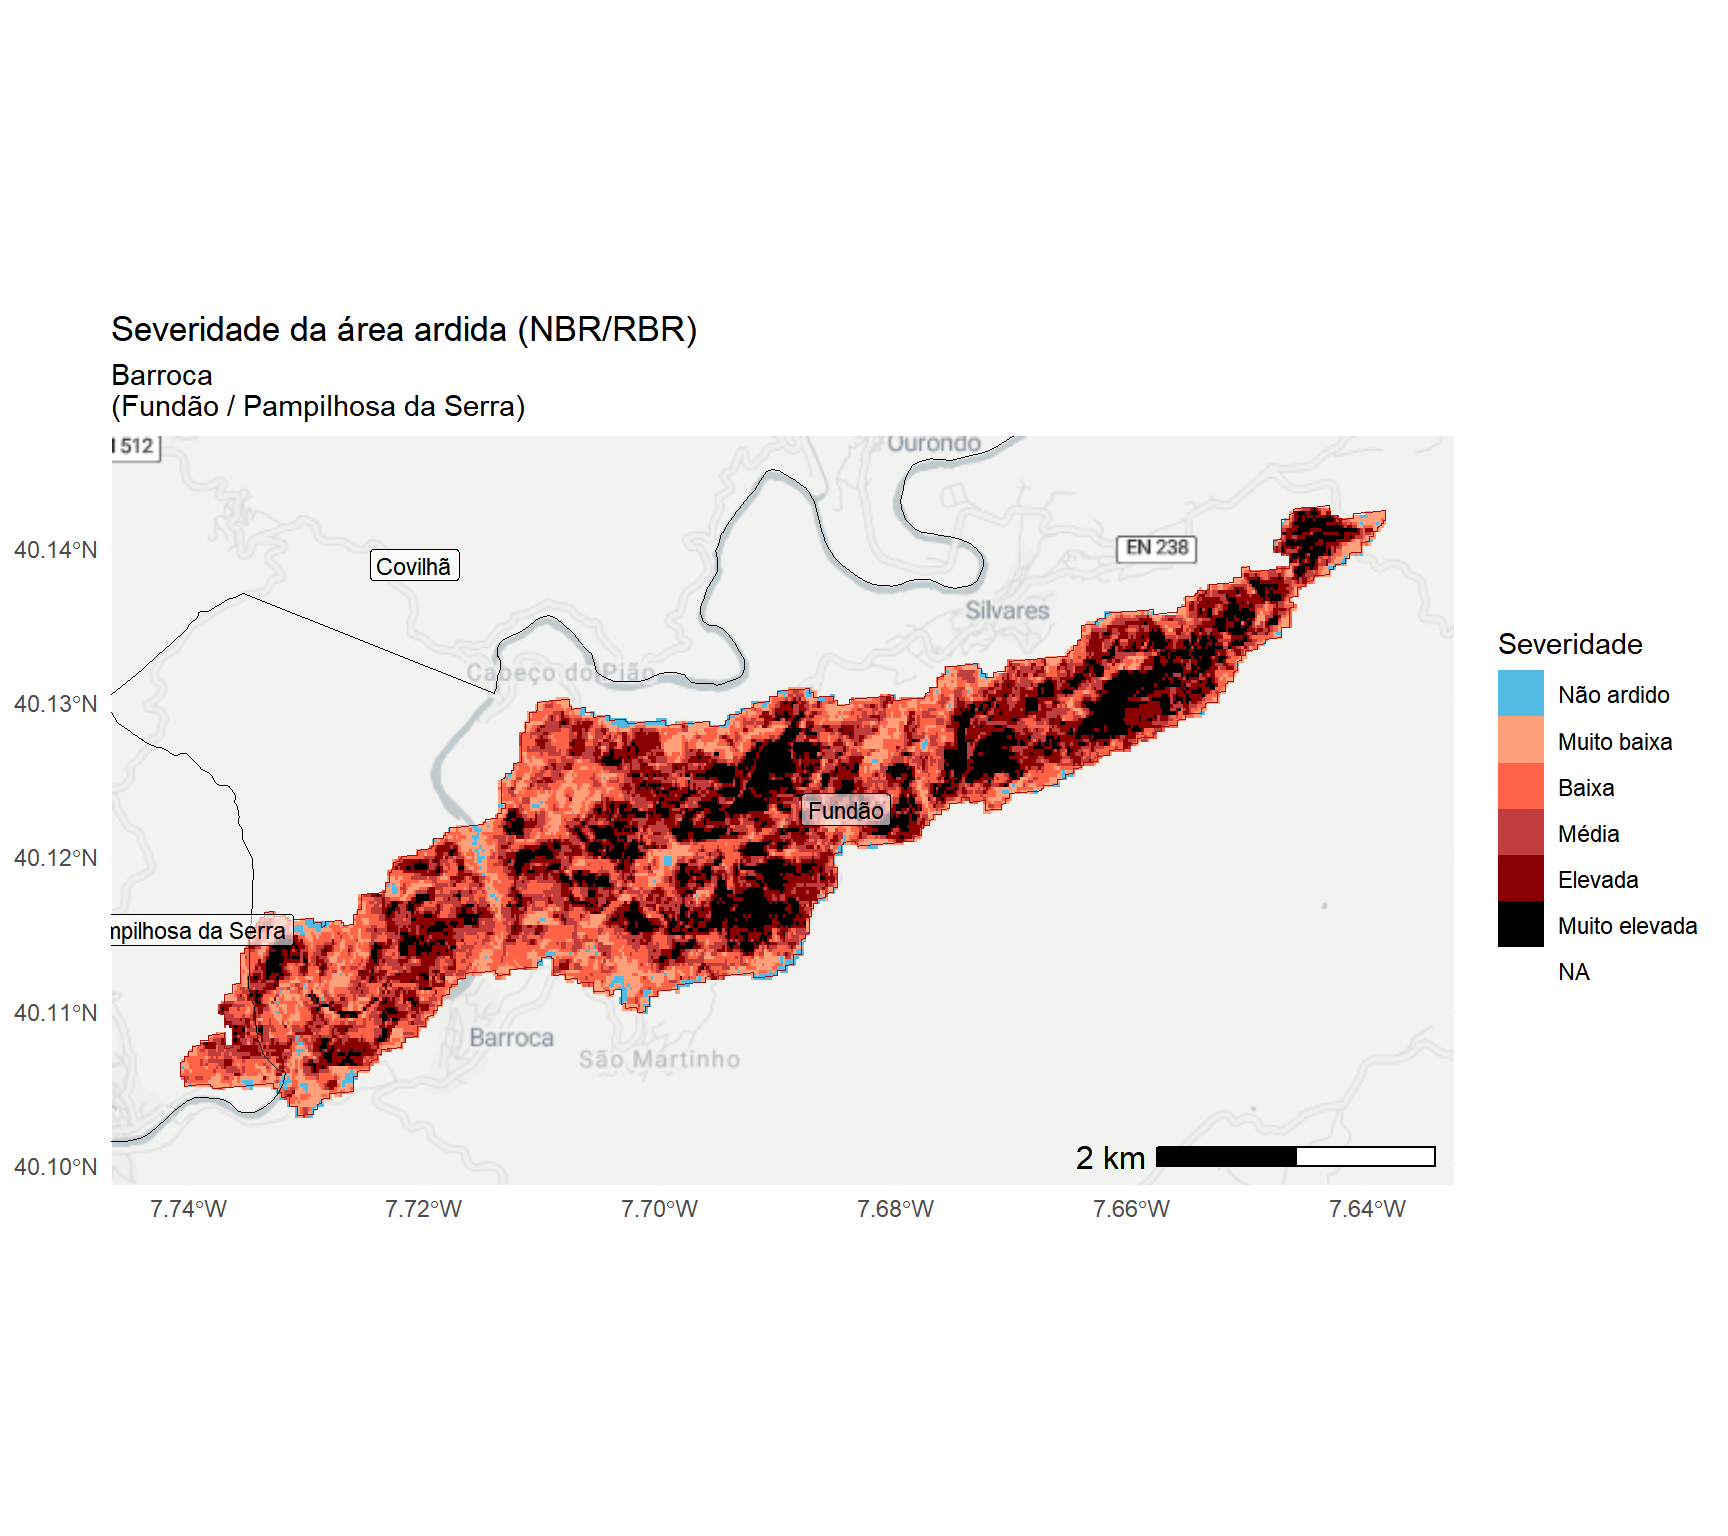 Severidade da área ardida (NBR/RBR)
Barroca
(Fundão / Pampilhosa da Serra)
512
Ourondo
40.14°N
EN 238
Covilhã
Silvares
Cabeço do Pião
40.13°N
Fundão
40.12°N
mpilhosa da Serra
40.11°N
Barroca
São Martinho
2 km
40.10°N
7.74°W
7.72°W
7.70°W
7.68°W
7.66°W
7.64°W
Severidade
Não ardido
Muito baixa
Baixa
Média
Elevada
Muito elevada
NA